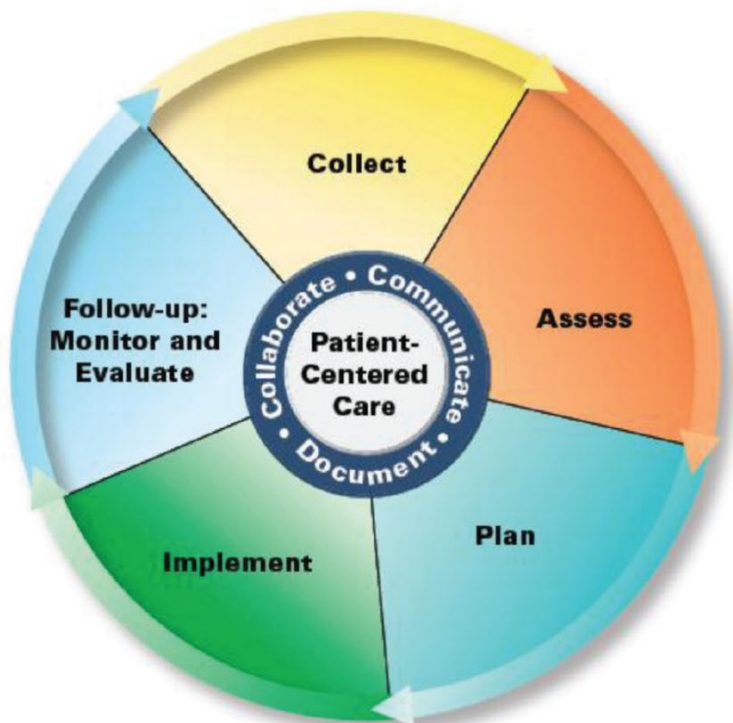 Collect
Assess
Plan
Implement
Follow-up:
Monitor and
Evaluate
Collaborate • Communicate • Document •
Patient-
Centered
Care